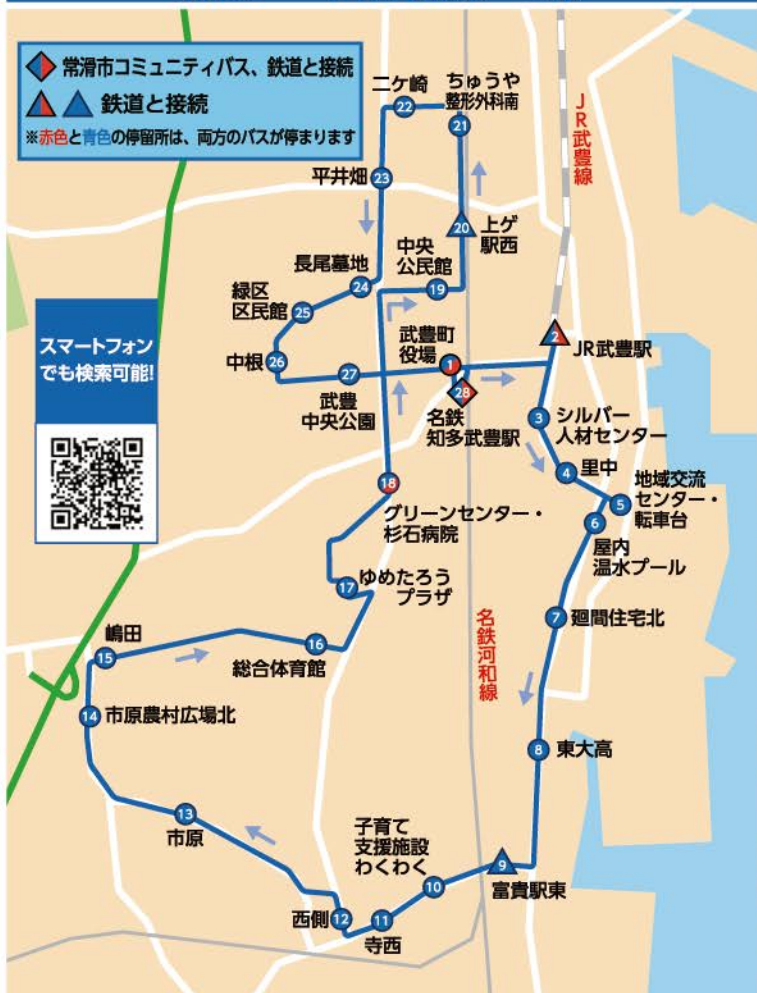 常滑市コミュニティバス、鉄道と接続
鉄道と接続
※赤色と青色の停留所は、両方のバスが停まります
スマートフォン
でも検索可能!
JR武豊線
名鉄河和線
1
武豊町
役場
2
JR武豊駅
3
シルバー
人材センター
4
里中
5
地域交流
センター・
転車台
6
屋内
温水プール
7
廻間住宅北
8
東大高
9
富貴駅東
10
子育て
支援施設
わくわく
11
寺西
12
西側
13
市原
14
市原農村広場北
15
嶋田
16
総合体育館
17
ゆめたろう
プラザ
18
グリーンセンター・
杉石病院
19
中央
公民館
20
上ゲ
駅西
21
ちゅうや
整形外科南
22
二ケ崎
23
平井畑
24
長尾墓地
25
緑区
区民館
26
中根
27
武豊
中央公園
28
名鉄
知多武豊駅